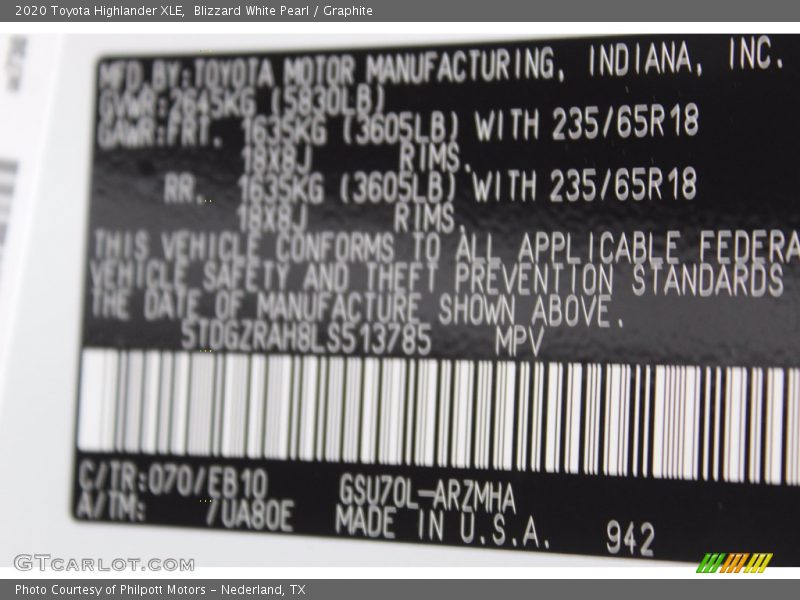 2020 Toyota Highlander XLE,  Blizzard White Pearl / Graphite
MFD BY:TOYOTA MOTOR MANUFACTURING, INDIANA, INC.
GVWR:2645KG (5830LB)
GAWR:FRT. 1635KG (3605LB) WITH 235/65R18
18X8J RIMS.
RR. 1635KG (3605LB) WITH 235/65R18
18X8J RIMS.
THIS VEHICLE CONFORMS TO ALL APPLICABLE FEDERA
VEHICLE SAFETY AND THEFT PREVENTION STANDARDS
THE DATE OF MANUFACTURE SHOWN ABOVE.
5TDGZRAH8LS513785 MPV
C/TR:070/EB10 GSU70L-ARZMHA
A/TM: /UA80E MADE IN U.S.A. 942
GTcarlot.com
Photo Courtesy of Philpott Motors - Nederland, TX